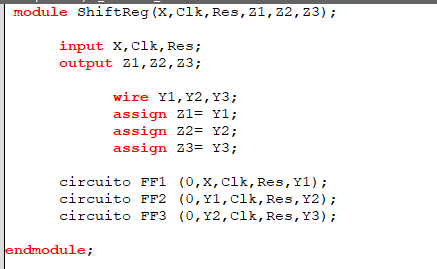 module ShiftReg(X,Clk,Res,Z1,Z2,Z3);
input X,Clk,Res;
output Z1,Z2,Z3;
wire Y1,Y2,Y3;
assign Z1= Y1;
assign Z2= Y2;
assign Z3= Y3;
circuito FF1 (0,X,Clk,Res,Y1);
circuito FF2 (0,Y1,Clk,Res,Y2);
circuito FF3 (0,Y2,Clk,Res,Y3);
endmodule;